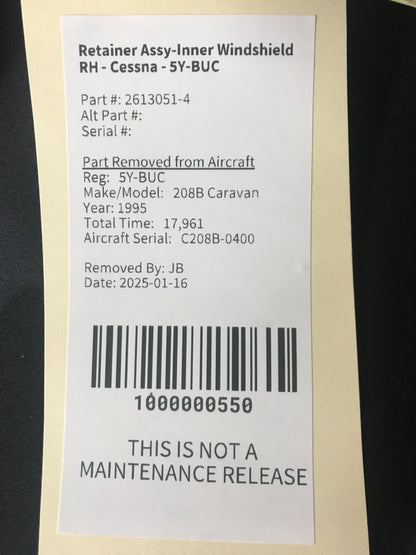 Retainer Assy-Inner Windshield
RH - Cessna - 5Y-BUC
Part #: 2613051-4
Alt Part #:
Serial #:
Part Removed from Aircraft
Reg: 5Y-BUC
Make/Model: 208B Caravan
Year: 1995
Total Time: 17,961
Aircraft Serial: C208B-0400
Removed By: JB
Date: 2025-01-16
1000000550
THIS IS NOT A
MAINTENANCE RELEASE